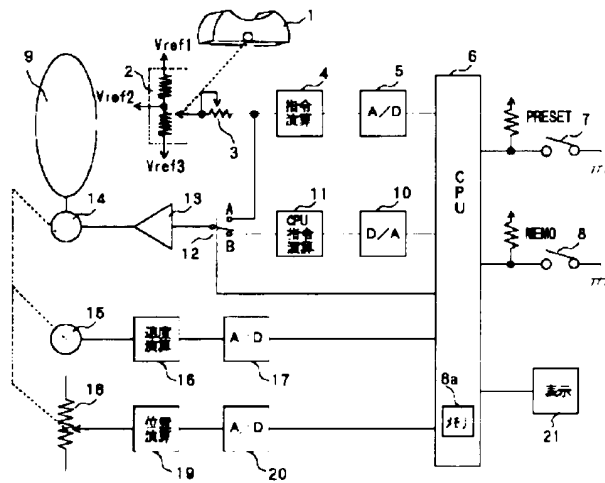 1
Vref1
9
2
4
5
6
Vref2
指令
演算
A/D
PRESET
7
Vref3
3
CPU
14
13
A
11
10
12
B
CPU
指令
演算
D/A
MEMO
8
15
速度
演算
A/D
16
17
18
8a
メモリ
表示
21
位置
演算
A/D
19
20